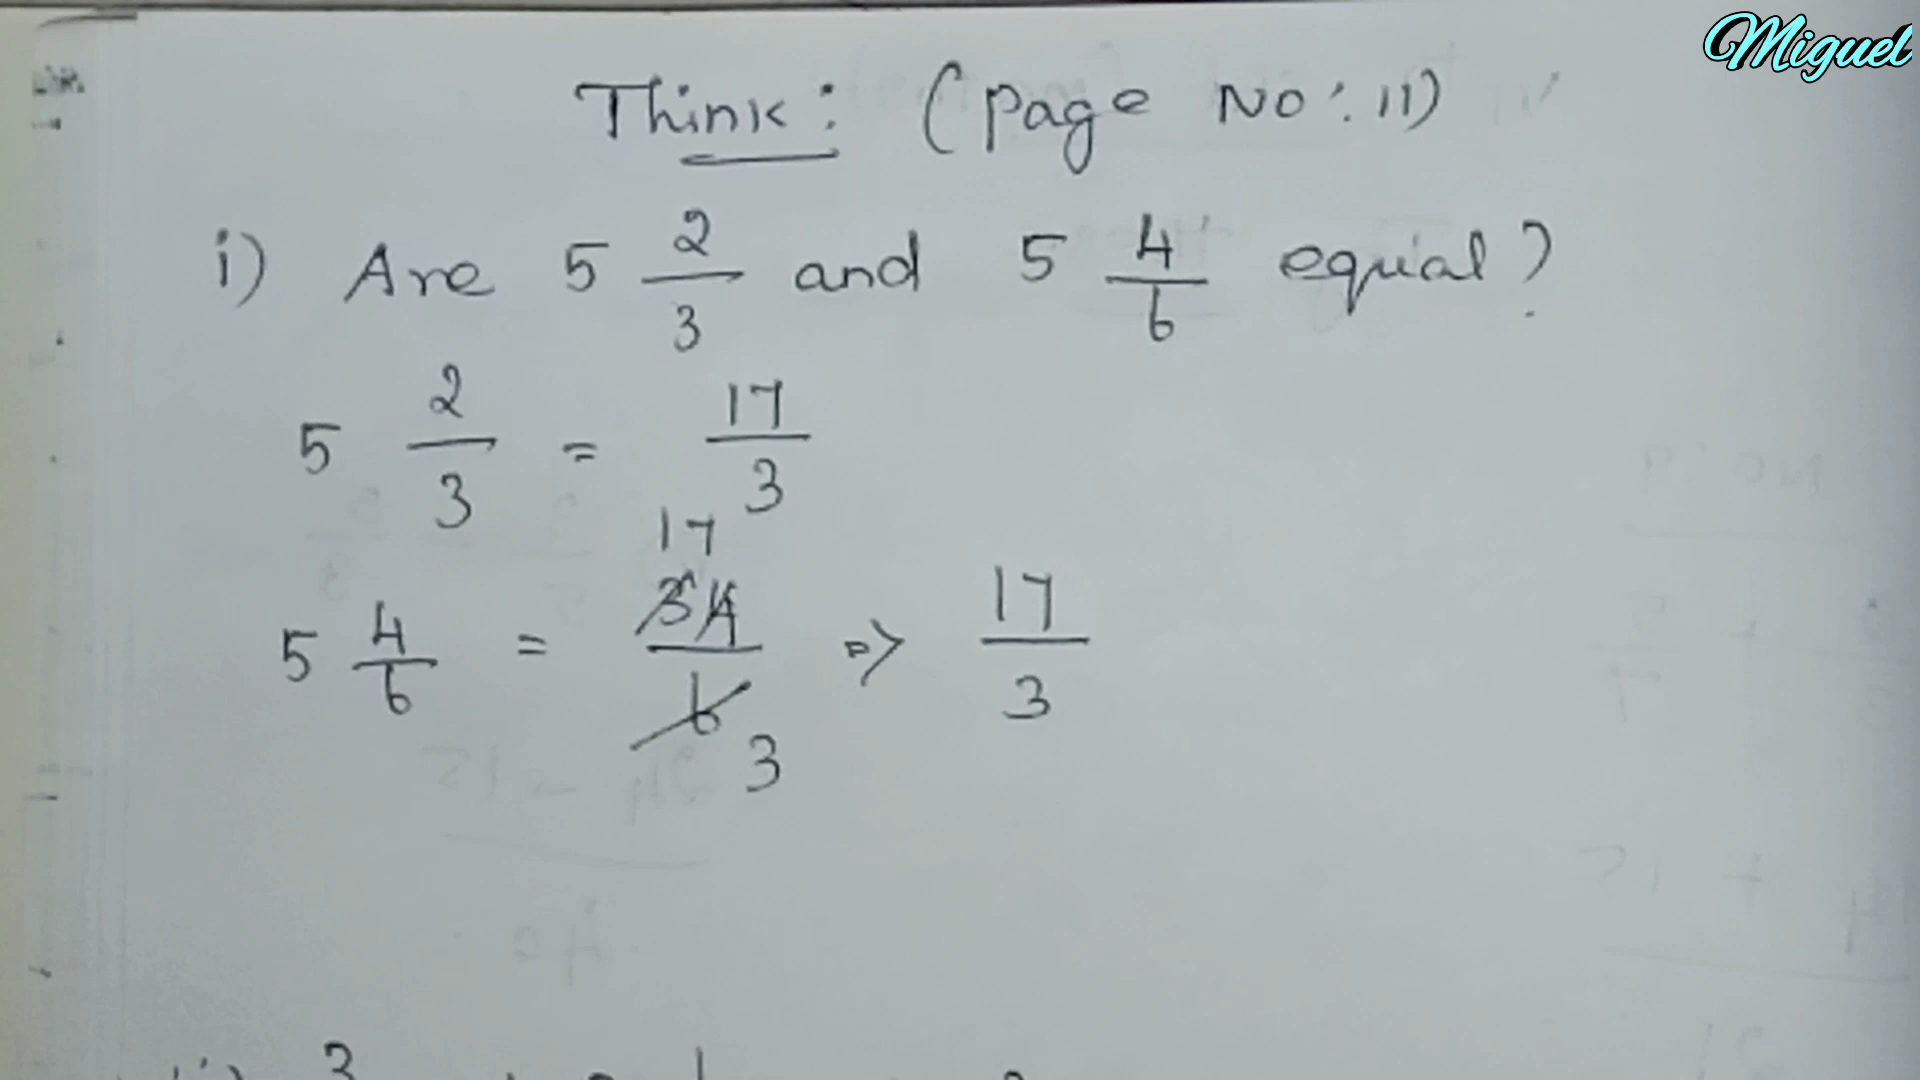 Miguel
Think: (Page No: 11)
i) Are 5 2/3 and 5 4/6 equal?
5 2/3 = 17/3
17
5 4/6 = 34/6 => 17/3
3